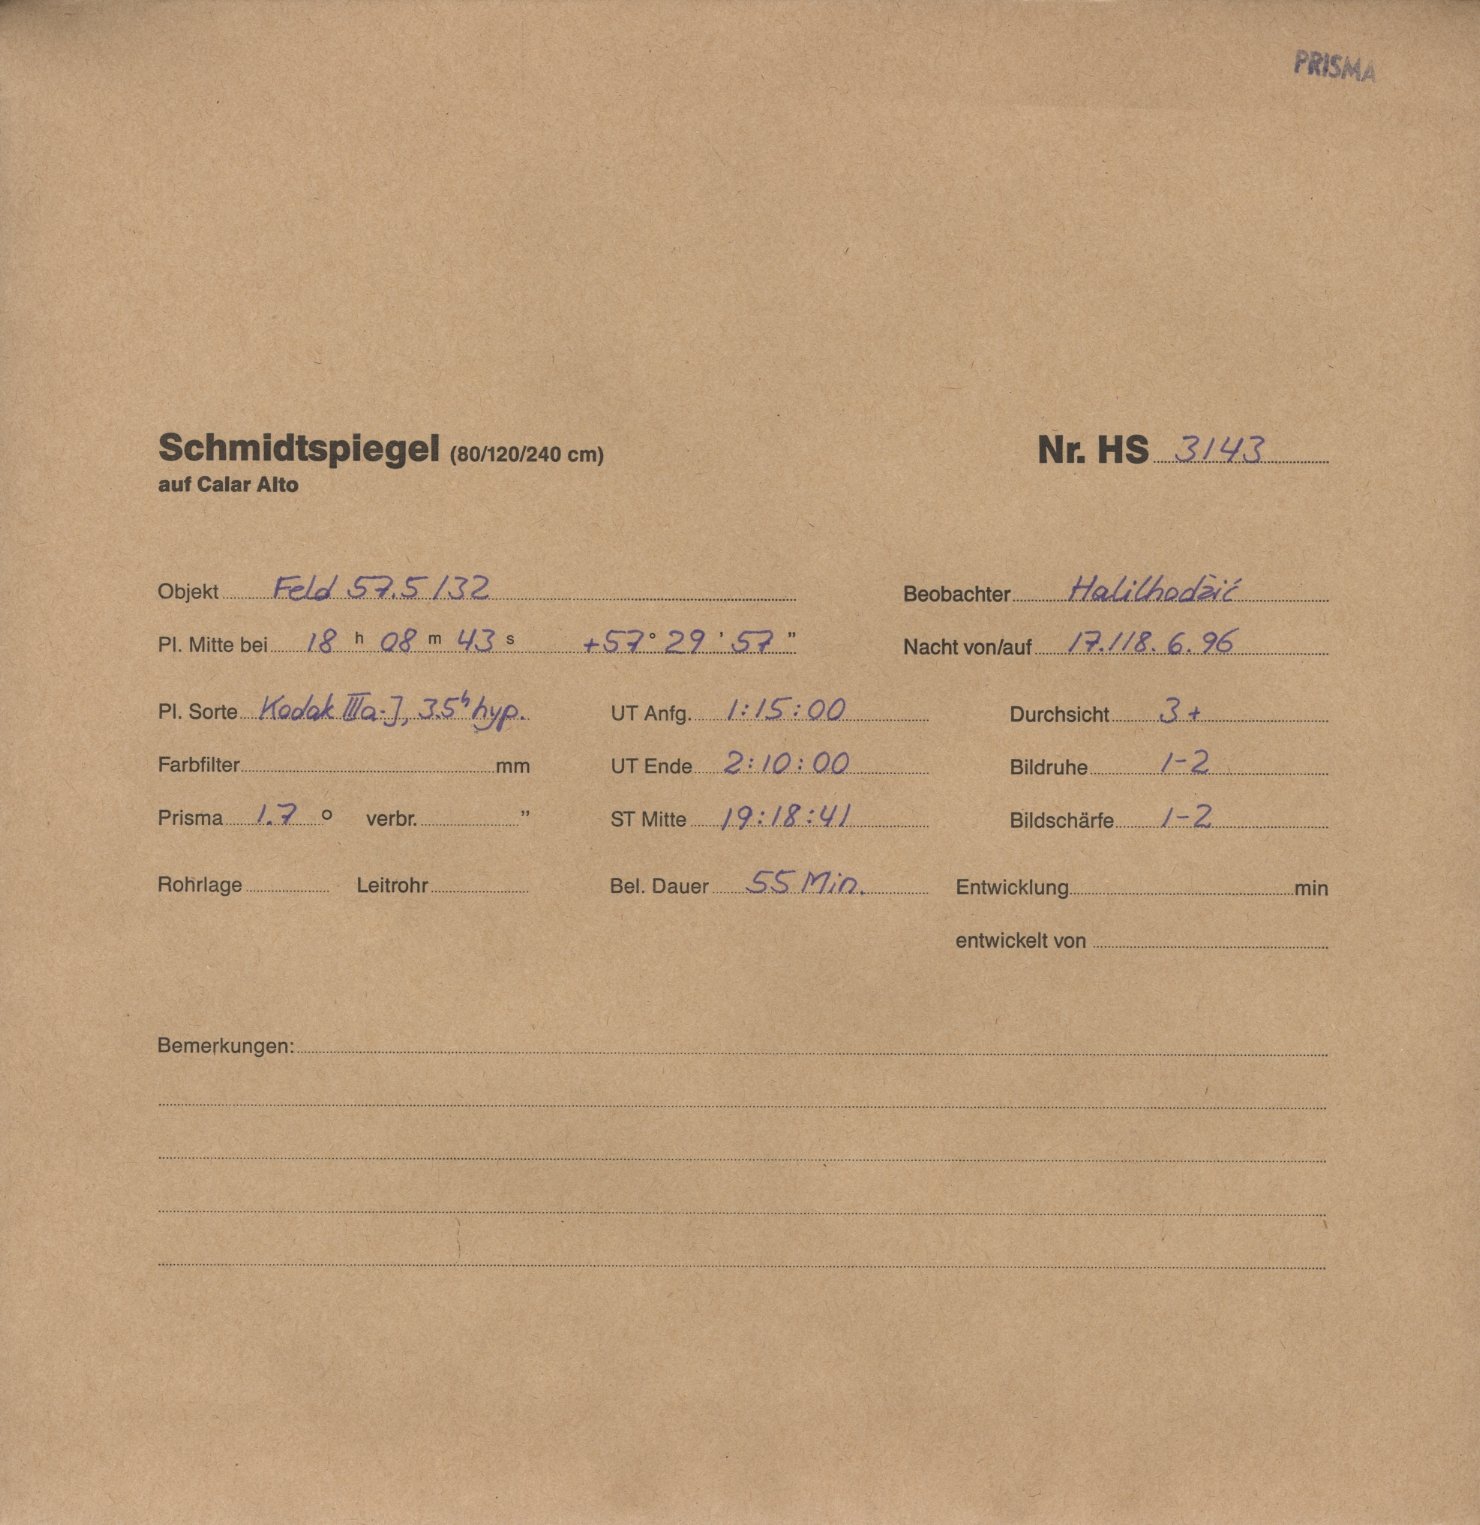 PRISMA
Schmidtspiegel (80/120/240 cm) Nr. HS 3143
auf Calar Alto
Objekt Feld 57.5/32 Beobachter Halilhodžić
Pl. Mitte bei 18 h 08 m 43 s +57° 29 ' 57 " Nacht von/auf 17./18. 6. 96
Pl. Sorte Kodak IIIa-J, 3.5h hyp. UT Anfg. 1:15:00 Durchsicht 3+
Farbfilter mm UT Ende 2:10:00 Bildruhe 1-2
Prisma 1.7 ° verbr. " ST Mitte 19:18:41 Bildschärfe 1-2
Rohrlage Leitrohr Bel. Dauer 55 Min. Entwicklung min
entwickelt von
Bemerkungen: